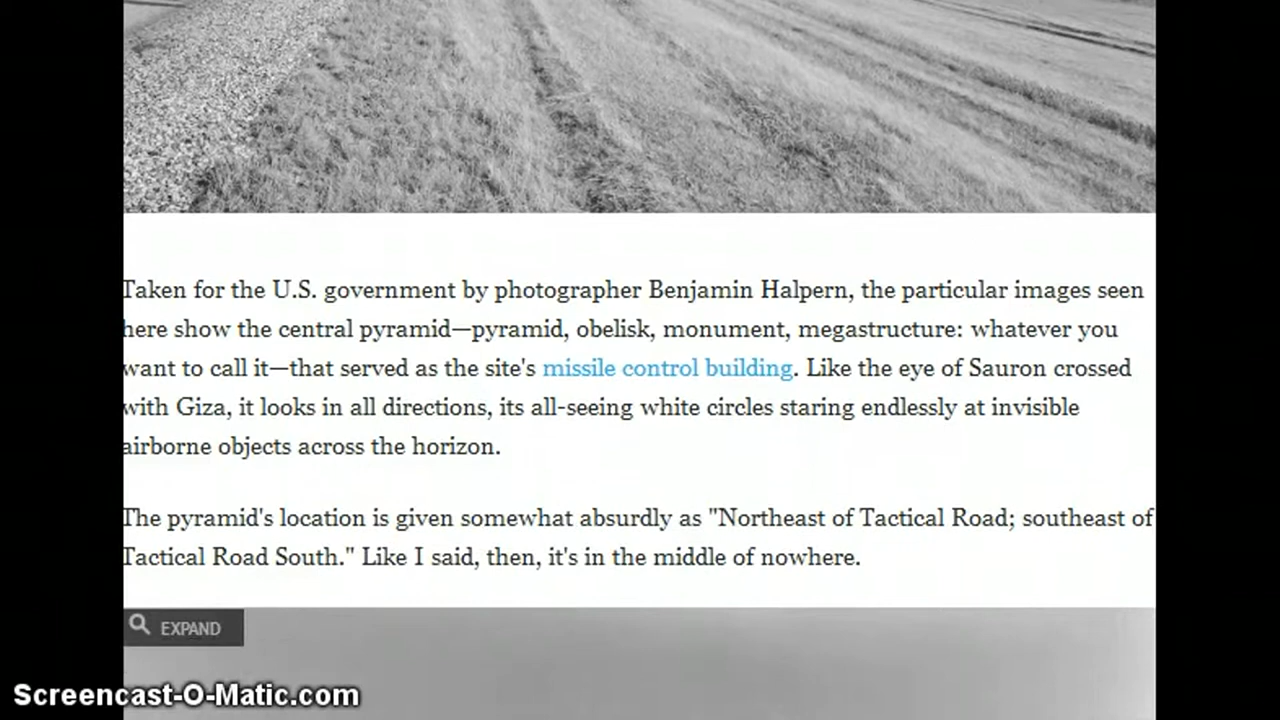 Taken for the U.S. government by photographer Benjamin Halpern, the particular images seen
here show the central pyramid—pyramid, obelisk, monument, megastructure: whatever you
want to call it—that served as the site's missile control building. Like the eye of Sauron crossed
with Giza, it looks in all directions, its all-seeing white circles staring endlessly at invisible
airborne objects across the horizon.
The pyramid's location is given somewhat absurdly as "Northeast of Tactical Road; southeast of
Tactical Road South." Like I said, then, it's in the middle of nowhere.
EXPAND
Screencast-O-Matic.com